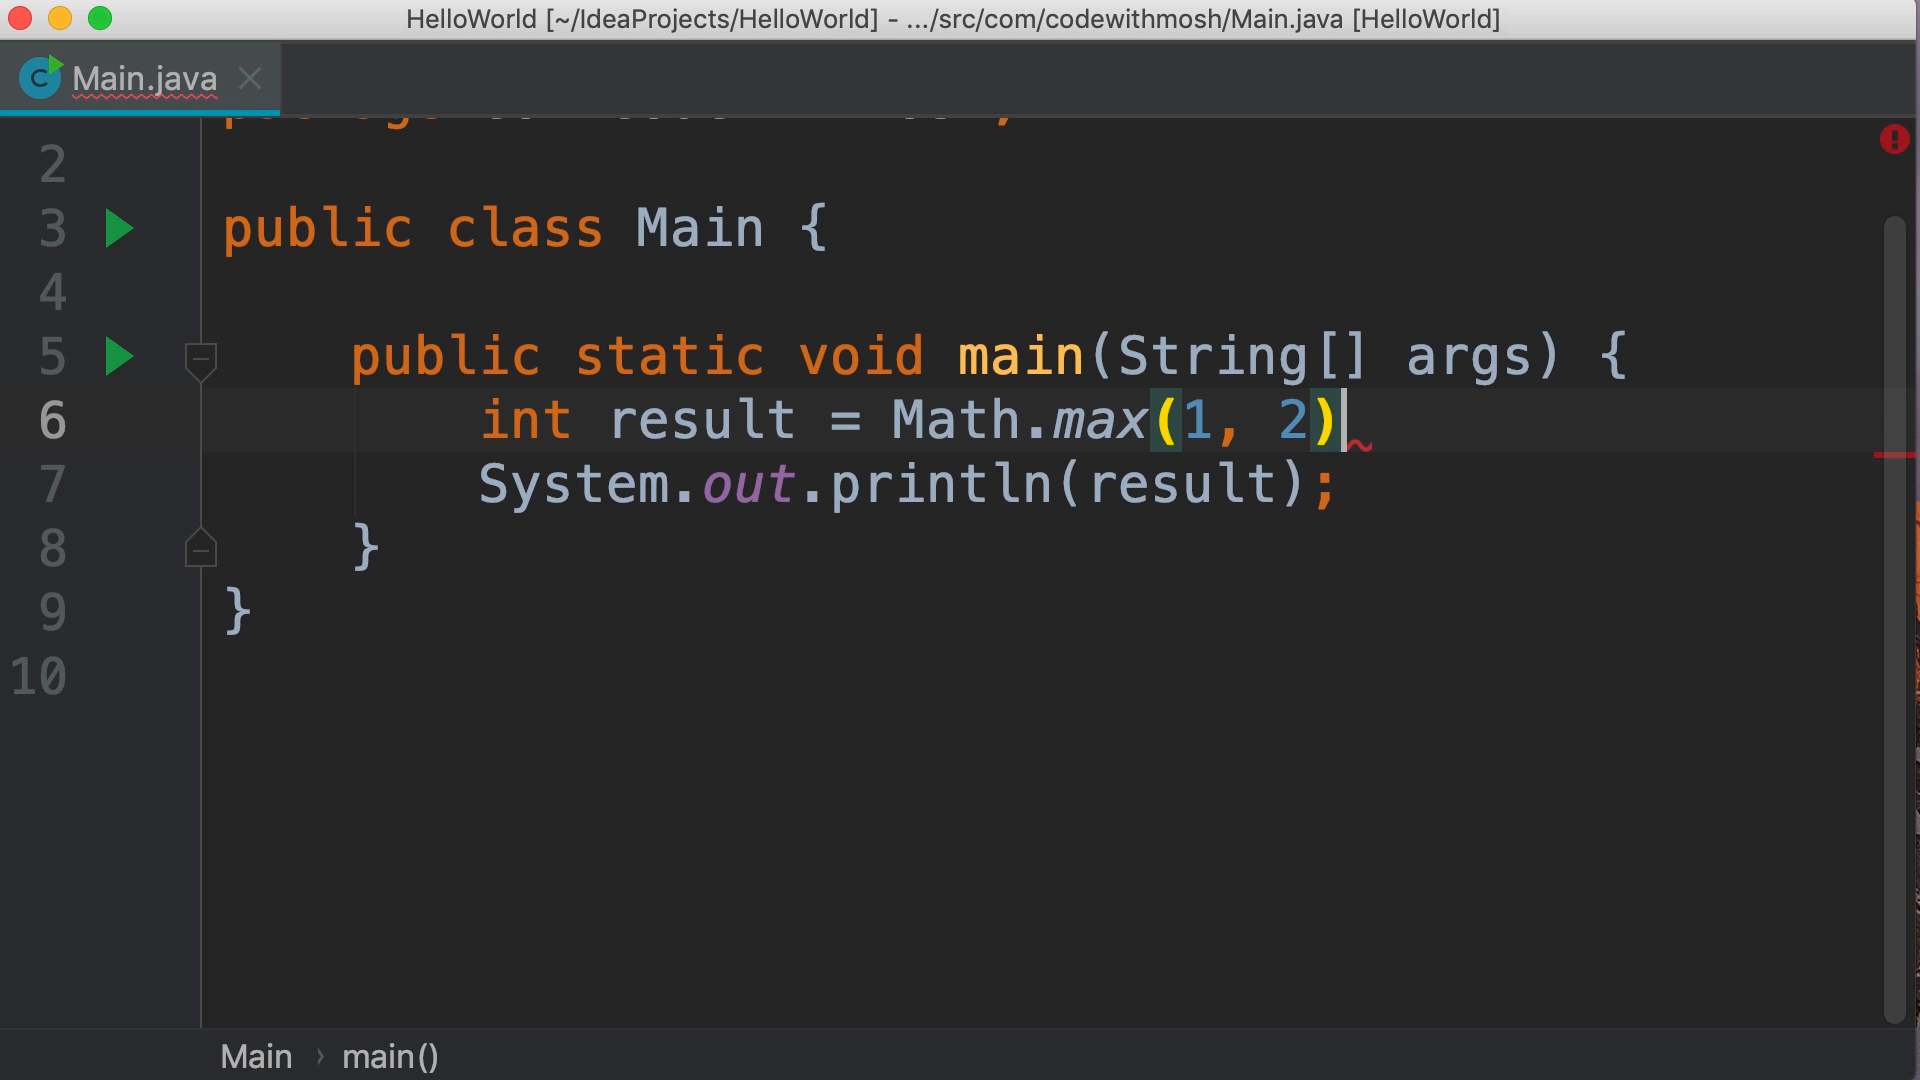 HelloWorld [~/IdeaProjects/HelloWorld] - .../src/com/codewithmosh/Main.java [HelloWorld]
Main.java
2
3 public class Main {
4
5 public static void main(String[] args) {
6 int result = Math.max(1, 2)
7 System.out.println(result);
8 }
9 }
10
Main › main()